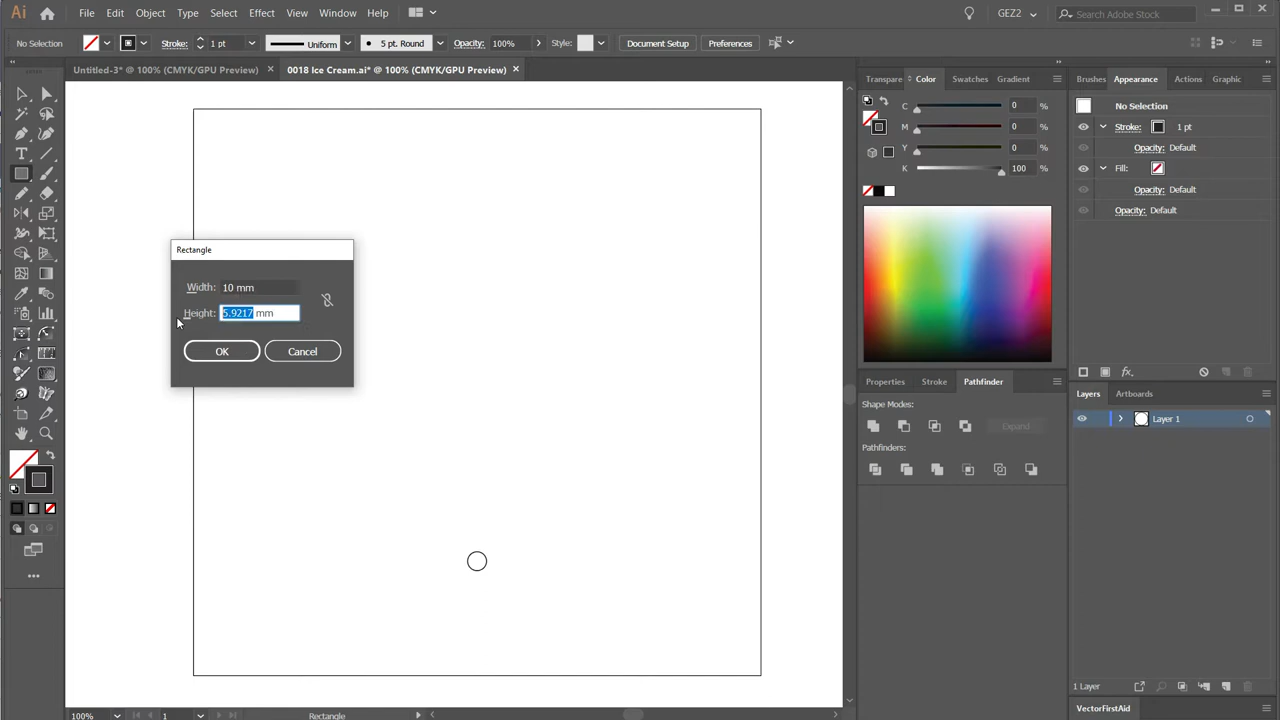 Ai File Edit Object Type Select Effect View Window Help GEZ2 Search Adobe Stock
No Selection Stroke: 1 pt Uniform 5 pt. Round Opacity: 100% Style: Document Setup Preferences
Untitled-3* @ 100% (CMYK/GPU Preview) × 0018 Ice Cream.ai* @ 100% (CMYK/GPU Preview) ×
Transpare Color Swatches Gradient Brushes Appearance Actions Graphic
C 0 %
M 0 %
Y 0 %
K 100 %
No Selection
Stroke: 1 pt
Opacity: Default
Fill:
Opacity: Default
Opacity: Default
Rectangle
Width: 10 mm
Height: 5.9217 mm
OK Cancel
Properties Stroke Pathfinder
Shape Modes:
Expand
Pathfinders:
fx
Layers Artboards
Layer 1
1 Layer
VectorFirstAid
100% 1 Rectangle